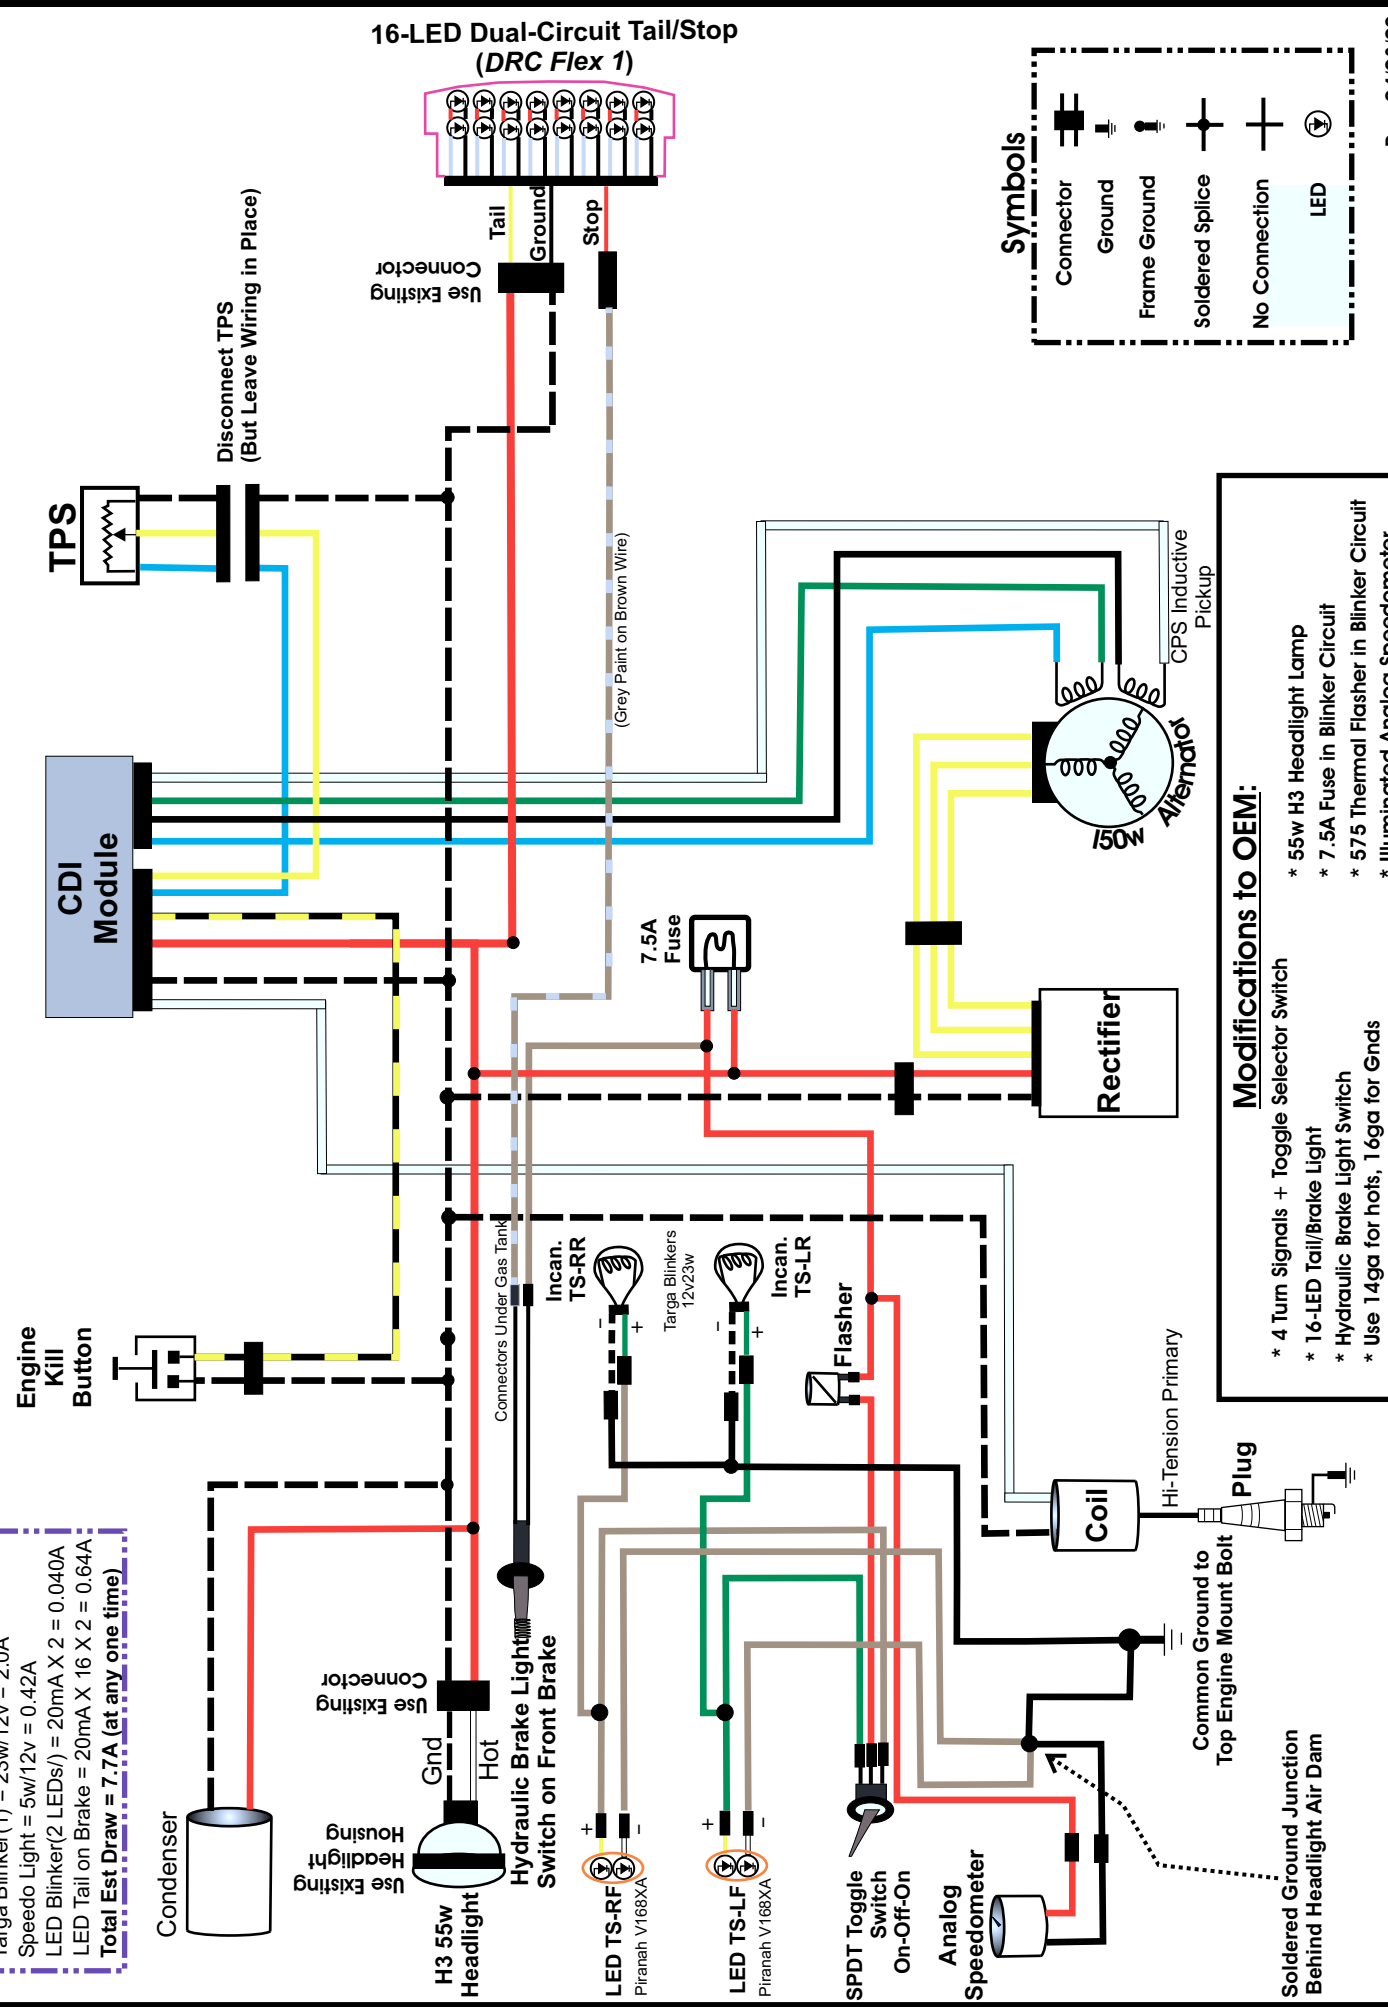 16-LED Dual-Circuit Tail/Stop
(DRC Flex 1)
Tail
Ground
Stop
Use Existing
Connector
Disconnect TPS
(But Leave Wiring in Place)
TPS
CDI
Module
Engine
Kill
Button
Speedo Light = 5w/12v = 0.42A
LED Blinker(2 LEDs/) = 20mA X 2 = 0.040A
LED Tail on Brake = 20mA X 16 X 2 = 0.64A
Total Est Draw = 7.7A (at any one time)
Condenser
Use Existing
Connector
Gnd
Hot
Use Existing
Headlight
Housing
H3 55w
Headlight
Hydraulic Brake Light
Switch on Front Brake
Connectors Under Gas Tank
(Grey Paint on Brown Wire)
7.5A
Fuse
Incan.
TS-RR
- +
Targa Blinkers
12v23w
Incan.
TS-LR
- +
Flasher
LED TS-RF
Piranah V168XA
+ -
LED TS-LF
Piranah V168XA
+ -
SPDT Toggle
Switch
On-Off-On
Analog
Speedometer
Rectifier
150w Alternator
CPS Inductive
Pickup
Coil
Hi-Tension Primary
Plug
Common Ground to
Top Engine Mount Bolt
Soldered Ground Junction
Behind Headlight Air Dam
Symbols
Connector
Ground
Frame Ground
Soldered Splice
No Connection
LED
Modifications to OEM:
* 4 Turn Signals + Toggle Selector Switch
* 16-LED Tail/Brake Light
* Hydraulic Brake Light Switch
* Use 14ga for hots, 16ga for Gnds
* 55w H3 Headlight Lamp
* 7.5A Fuse in Blinker Circuit
* 575 Thermal Flasher in Blinker Circuit
* Illuminated Analog Speedometer